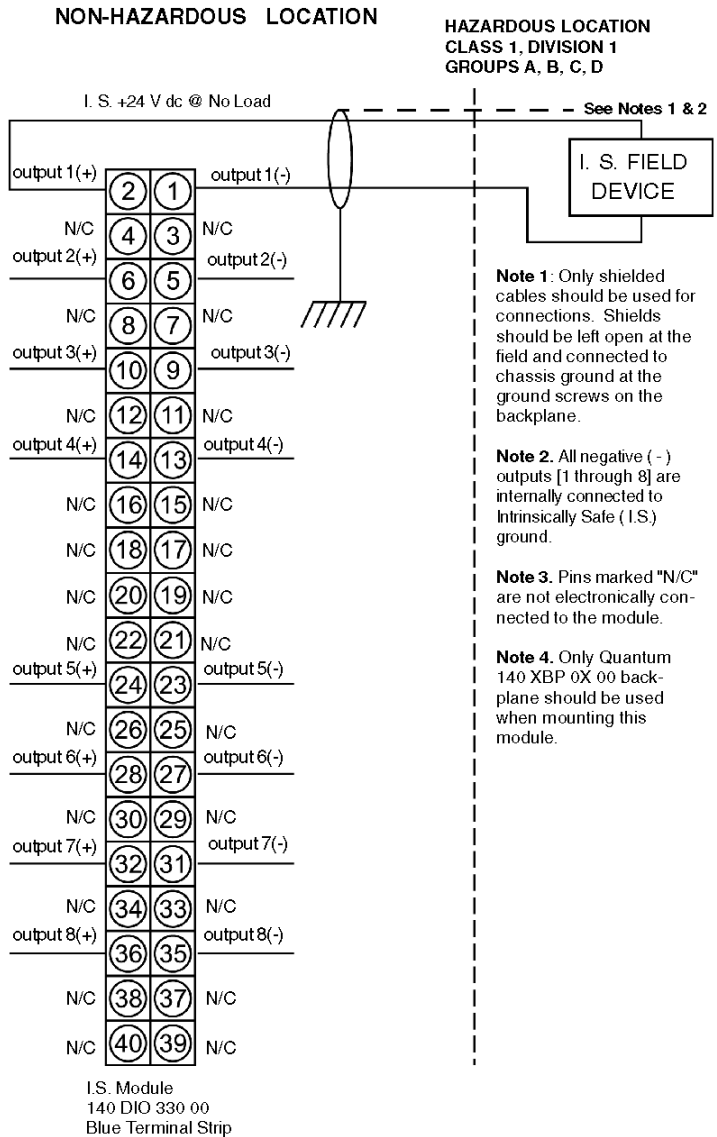 NON-HAZARDOUS LOCATION
HAZARDOUS LOCATION
CLASS 1, DIVISION 1
GROUPS A, B, C, D
I. S. +24 V dc @ No Load
See Notes 1 & 2
I. S. FIELD
DEVICE
output 1(+) 2 1 output 1(-)
N/C 4 3 N/C
output 2(+) 6 5 output 2(-)
N/C 8 7 N/C
output 3(+) 10 9 output 3(-)
N/C 12 11 N/C
output 4(+) 14 13 output 4(-)
N/C 16 15 N/C
N/C 18 17 N/C
N/C 20 19 N/C
N/C 22 21 N/C
output 5(+) 24 23 output 5(-)
N/C 26 25 N/C
output 6(+) 28 27 output 6(-)
N/C 30 29 N/C
output 7(+) 32 31 output 7(-)
N/C 34 33 N/C
output 8(+) 36 35 output 8(-)
N/C 38 37 N/C
N/C 40 39 N/C
I.S. Module
140 DIO 330 00
Blue Terminal Strip
Note 1: Only shielded
cables should be used for
connections. Shields
should be left open at the
field and connected to
chassis ground at the
ground screws on the
backplane.
Note 2. All negative ( - )
outputs [1 through 8] are
internally connected to
Intrinsically Safe ( I.S.)
ground.
Note 3. Pins marked "N/C"
are not electronically con-
nected to the module.
Note 4. Only Quantum
140 XBP 0X 00 back-
plane should be used
when mounting this
module.